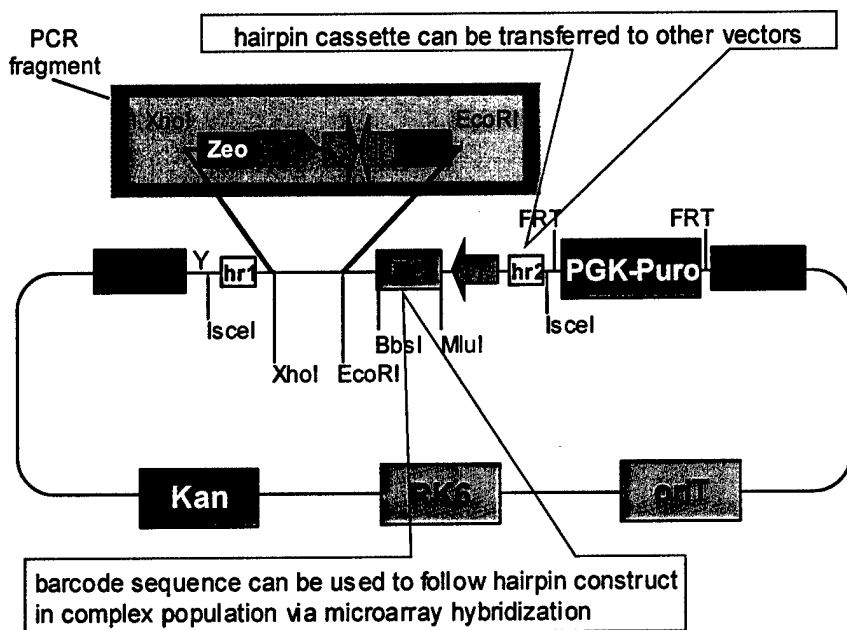 hairpin cassette can be transferred to other vectors
PCR
fragment
XhoI
EcoRI
Zeo
FRT
FRT
Y
hr1
hr2
PGK-Puro
IsceI
IsceI
BbsI
MluI
XhoI
EcoRI
Kan
RK6
oriT
barcode sequence can be used to follow hairpin construct
in complex population via microarray hybridization